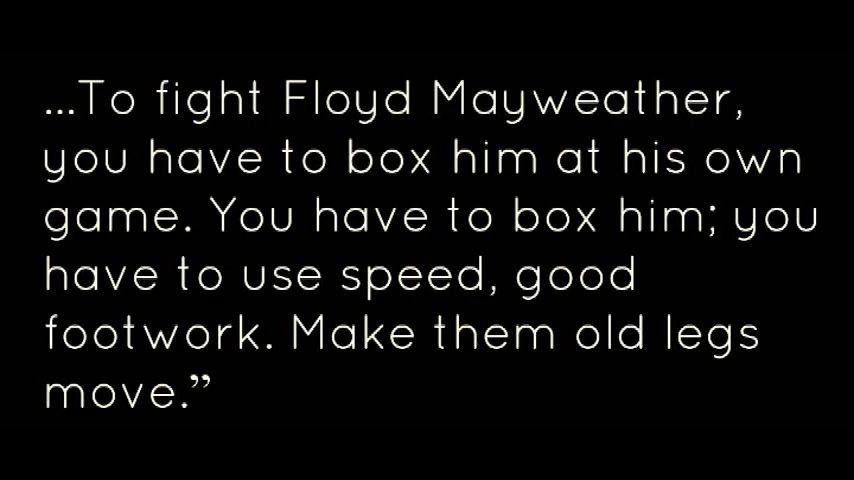 ...To fight Floyd Mayweather,
you have to box him at his own
game. You have to box him; you
have to use speed, good
footwork. Make them old legs
move.”